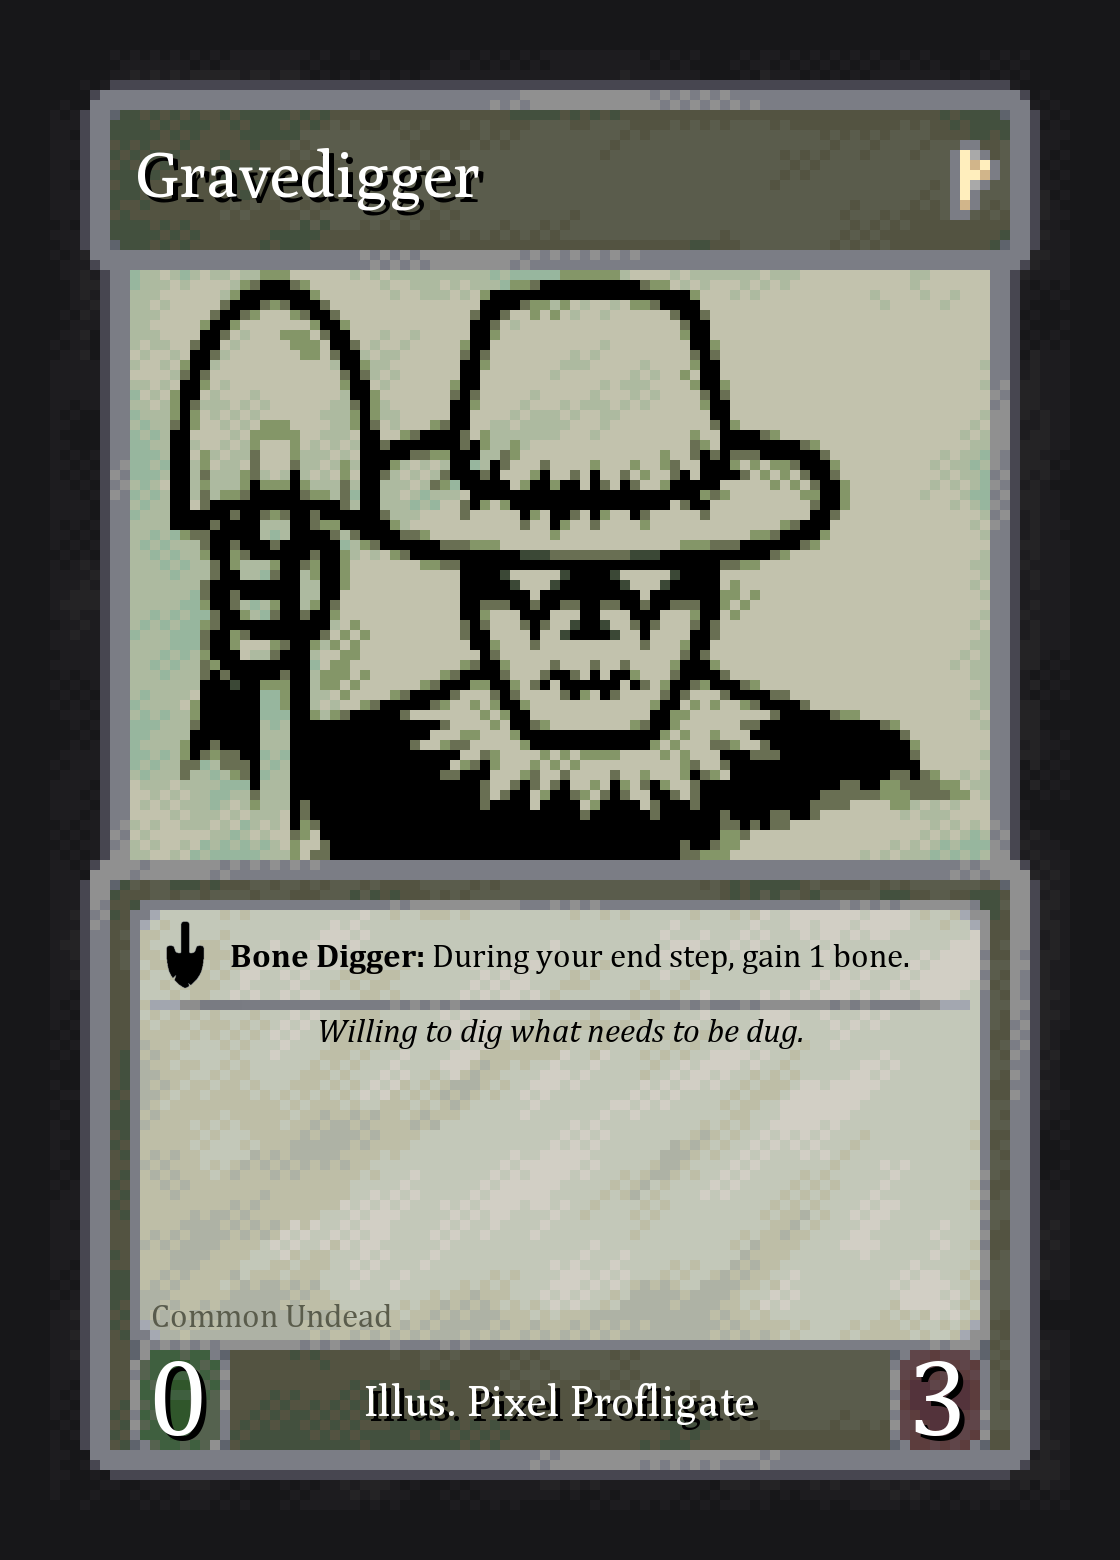 Gravedigger
Bone Digger: During your end step, gain 1 bone.
Willing to dig what needs to be dug.
Common Undead
0
Illus. Pixel Profligate
3